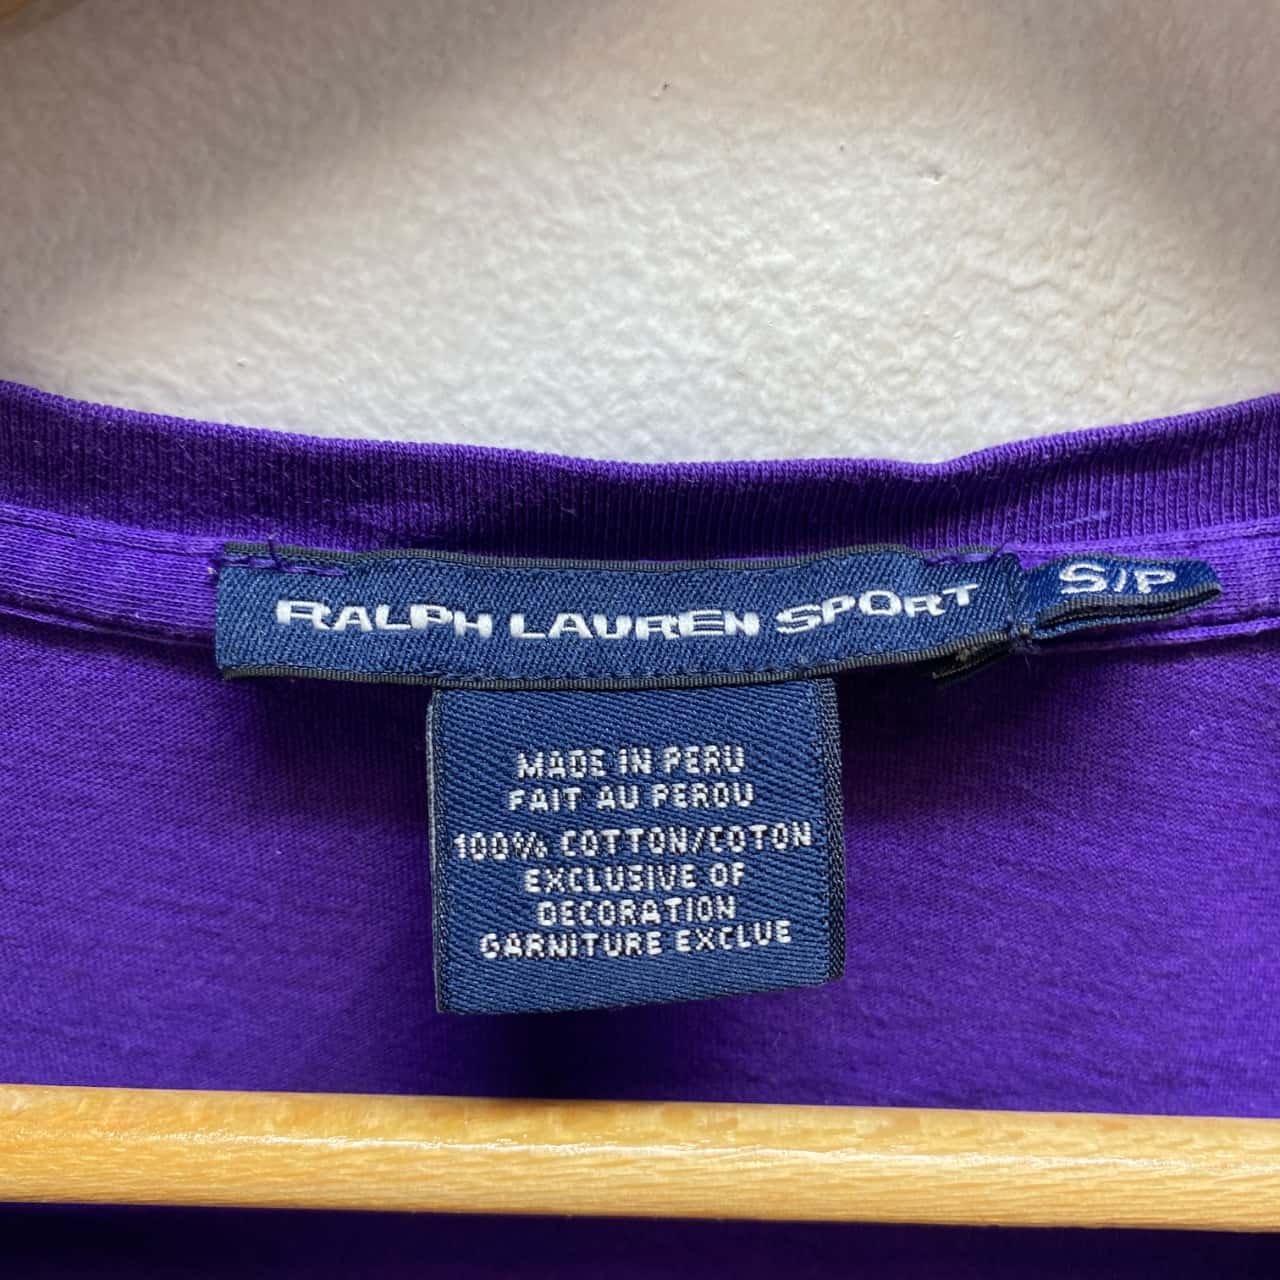 RALPH LAUREN SPORT
S/P
MADE IN PERU
FAIT AU PEROU
100% COTTON/COTON
EXCLUSIVE OF
DECORATION
GARNITURE EXCLUE